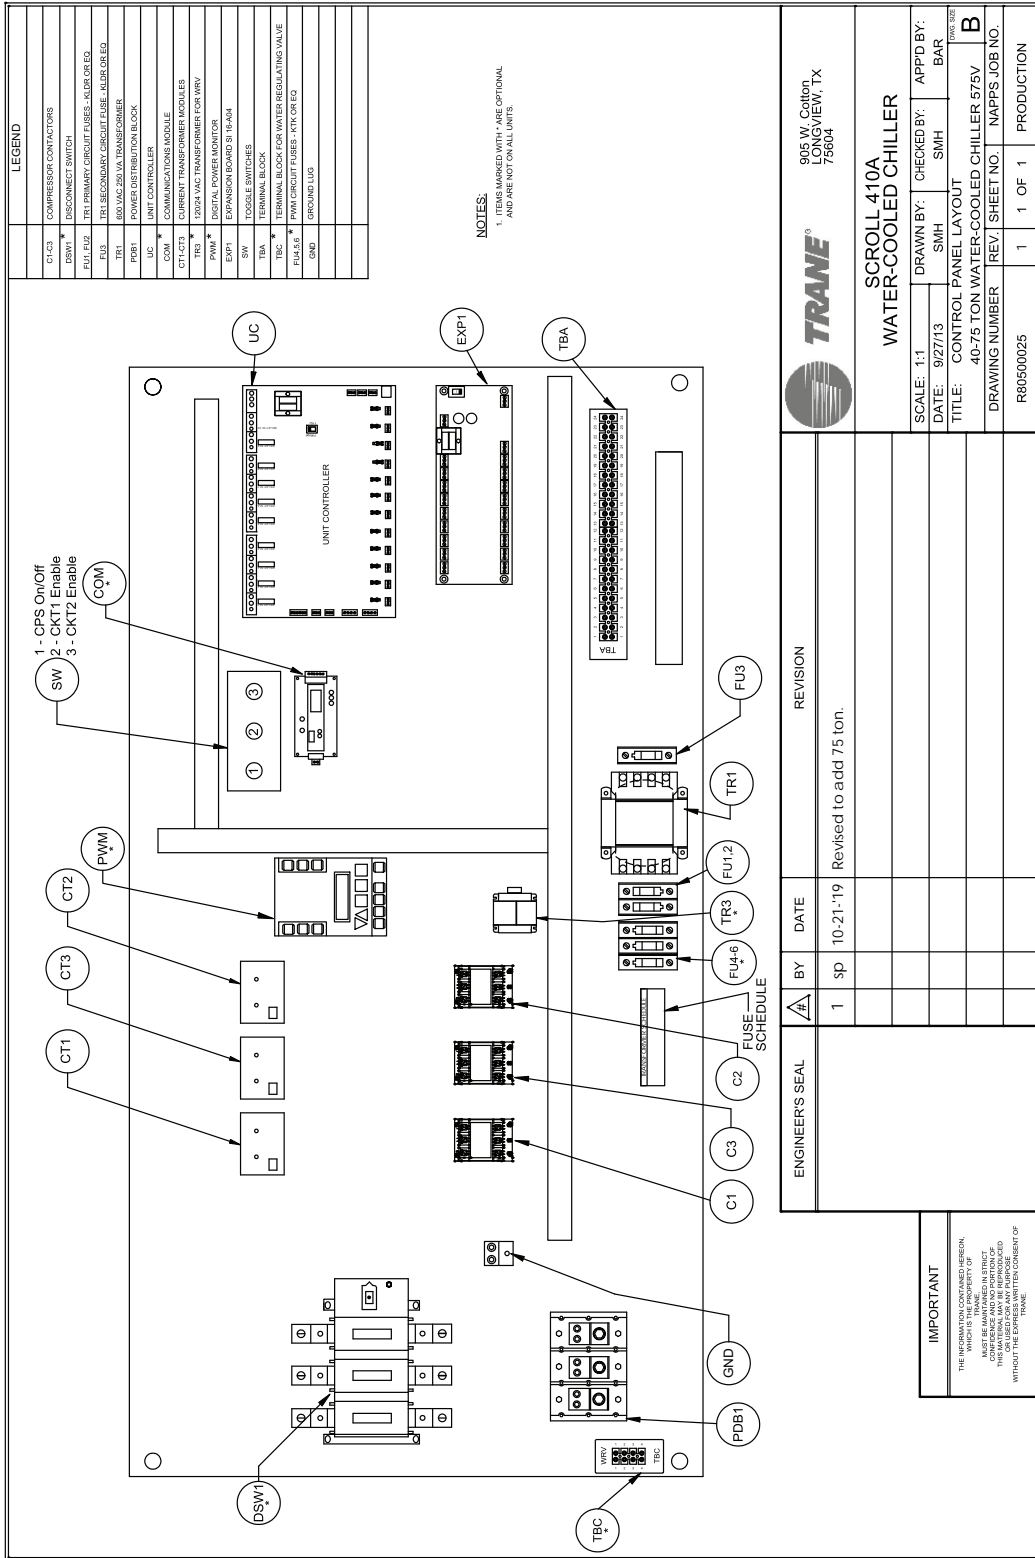 LEGEND
C1-C3 COMPRESSOR CONTACTORS
DSW1 * DISCONNECT SWITCH
FU1, FU2 TR1 PRIMARY CIRCUIT FUSES - KLDR OR EQ
FU3 TR1 SECONDARY CIRCUIT FUSE - KLDR OR EQ
TR1 600 VAC 250 VA TRANSFORMER
PDB1 POWER DISTRIBUTION BLOCK
UC UNIT CONTROLLER
COM * COMMUNICATIONS MODULE
CT1-CT3 CURRENT TRANSFORMER MODULES
TR3 * 120/24 VAC TRANSFORMER FOR WRV
PWM * DIGITAL POWER MONITOR
EXP1 EXPANSION BOARD SI 16-A04
SW TOGGLE SWITCHES
TBA TERMINAL BLOCK
TBC * TERMINAL BLOCK FOR WATER REGULATING VALVE
FU4,5,6 * PWM CIRCUIT FUSES - KTK OR EQ
GND GROUND LUG
NOTES:
1. ITEMS MARKED WITH * ARE OPTIONAL
AND ARE NOT ON ALL UNITS.
1 - CPS On/Off
2 - CKT1 Enable
3 - CKT2 Enable
SW
COM
*
UC
EXP1
TBA
UNIT CONTROLLER
TBA
1
2
3
PWM
*
CT2
CT3
CT1
DSW1
*
TBC
*
WRV
TBC
PDB1
GND
C1
C3
C2
FUSE
SCHEDULE
FU4-6
*
TR3
*
FU1,2
TR1
FU3
905 W. Cotton
LONGVIEW, TX
75604
TRANE®
SCROLL 410A
WATER-COOLED CHILLER
SCALE: 1:1
DATE: 9/27/13
DRAWN BY:
SMH
CHECKED BY:
SMH
APP'D BY:
BAR
TITLE: CONTROL PANEL LAYOUT
40-75 TON WATER-COOLED CHILLER 575V
DWG. SIZE
B
DRAWING NUMBER
R80500025
REV.
1
SHEET NO.
1 OF 1
NAPPS JOB NO.
PRODUCTION
ENGINEER'S SEAL
# BY DATE REVISION
1 sp 10-21-'19 Revised to add 75 ton.
IMPORTANT
THE INFORMATION CONTAINED HEREON,
WHICH IS THE PROPERTY OF
TRANE,
MUST BE MAINTAINED IN STRICT
CONFIDENCE AND NO PORTION OF
THIS MATERIAL MAY BE REPRODUCED
OR USED FOR ANY PURPOSE
WITHOUT THE EXPRESS WRITTEN CONSENT OF
TRANE.